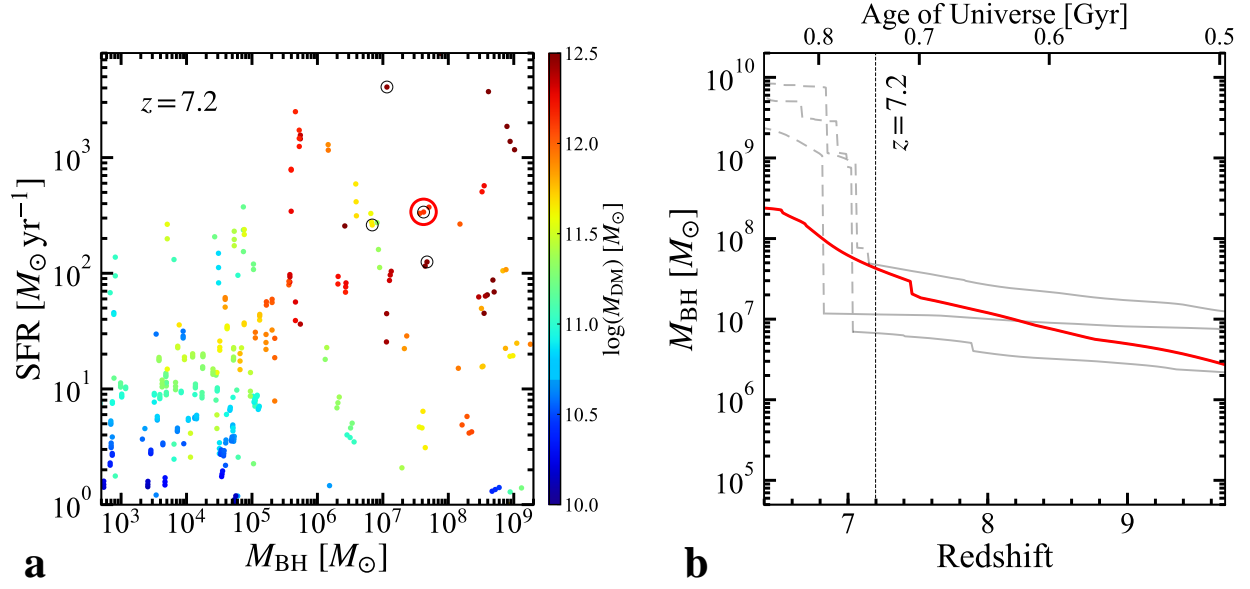 z = 7.2
SFR [M⊙ yr⁻¹]
10³
10²
10¹
10⁰
10³ 10⁴ 10⁵ 10⁶ 10⁷ 10⁸ 10⁹
M_BH [M⊙]
12.5
12.0
11.5
11.0
10.5
10.0
log(M_DM) [M⊙]
a
Age of Universe [Gyr]
0.8 0.7 0.6 0.5
M_BH [M⊙]
10¹⁰
10⁹
10⁸
10⁷
10⁶
10⁵
z = 7.2
7 8 9
Redshift
b